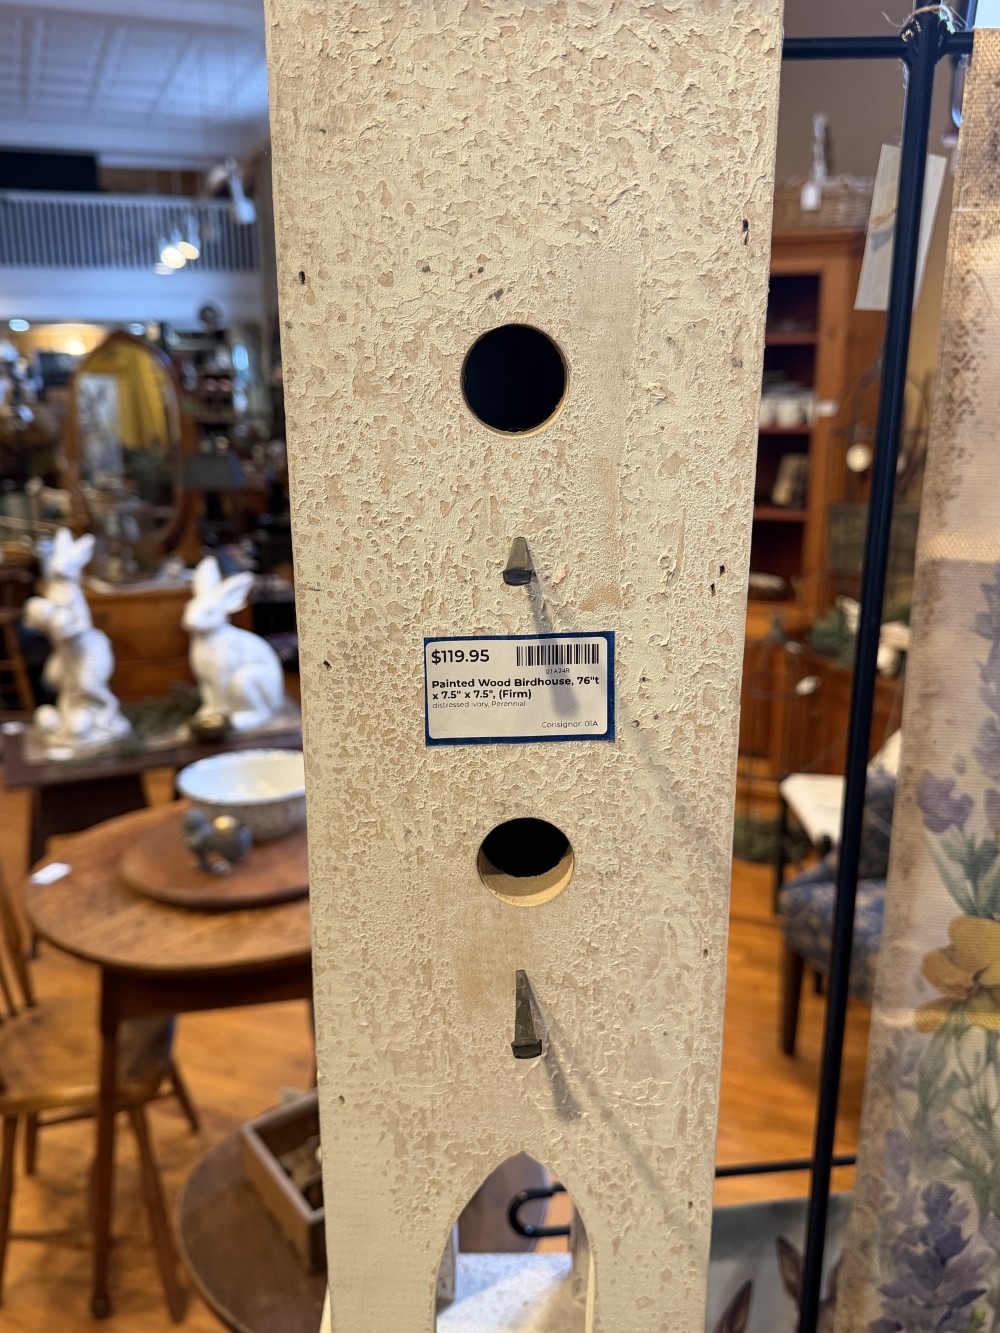 $119.95
01A24R
Painted Wood Birdhouse, 76"t
x 7.5" x 7.5", (Firm)
distressed ivory, Perennial
Consignor: 01A